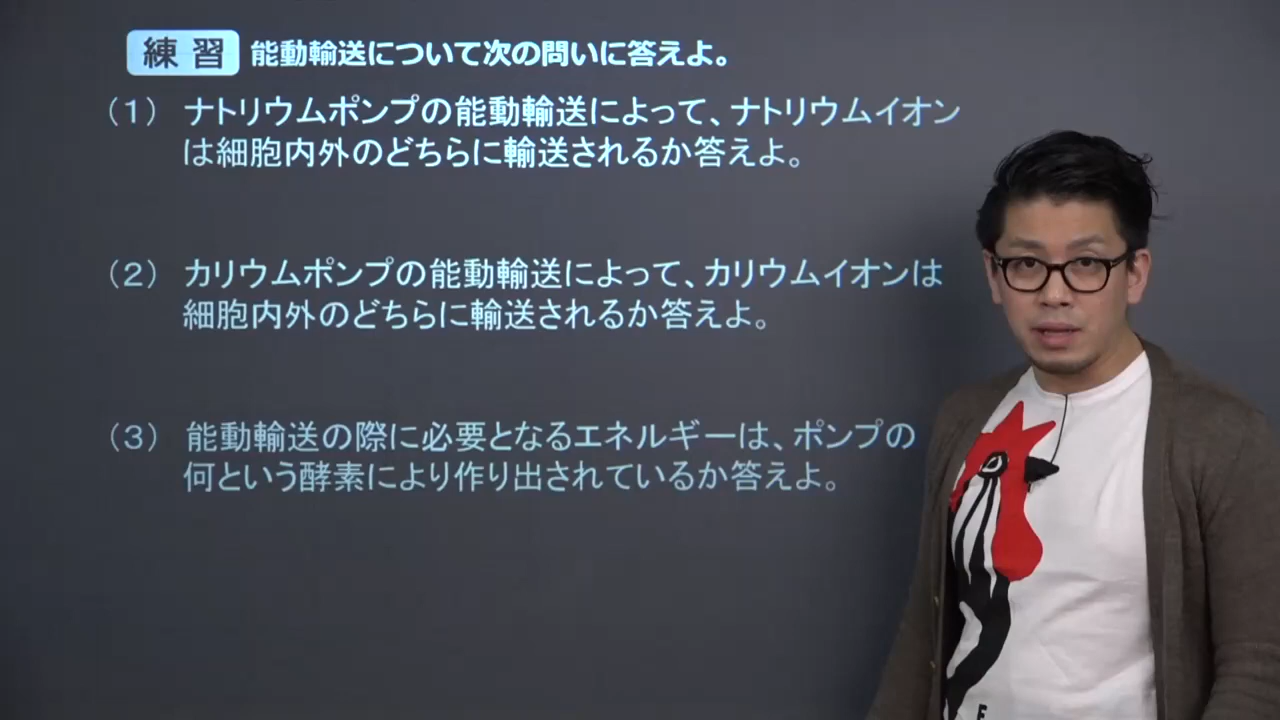 練習 能動輸送について次の問いに答えよ。
（１） ナトリウムポンプの能動輸送によって、ナトリウムイオン
は細胞内外のどちらに輸送されるか答えよ。
（２） カリウムポンプの能動輸送によって、カリウムイオンは
細胞内外のどちらに輸送されるか答えよ。
（３） 能動輸送の際に必要となるエネルギーは、ポンプの
何という酵素により作り出されているか答えよ。